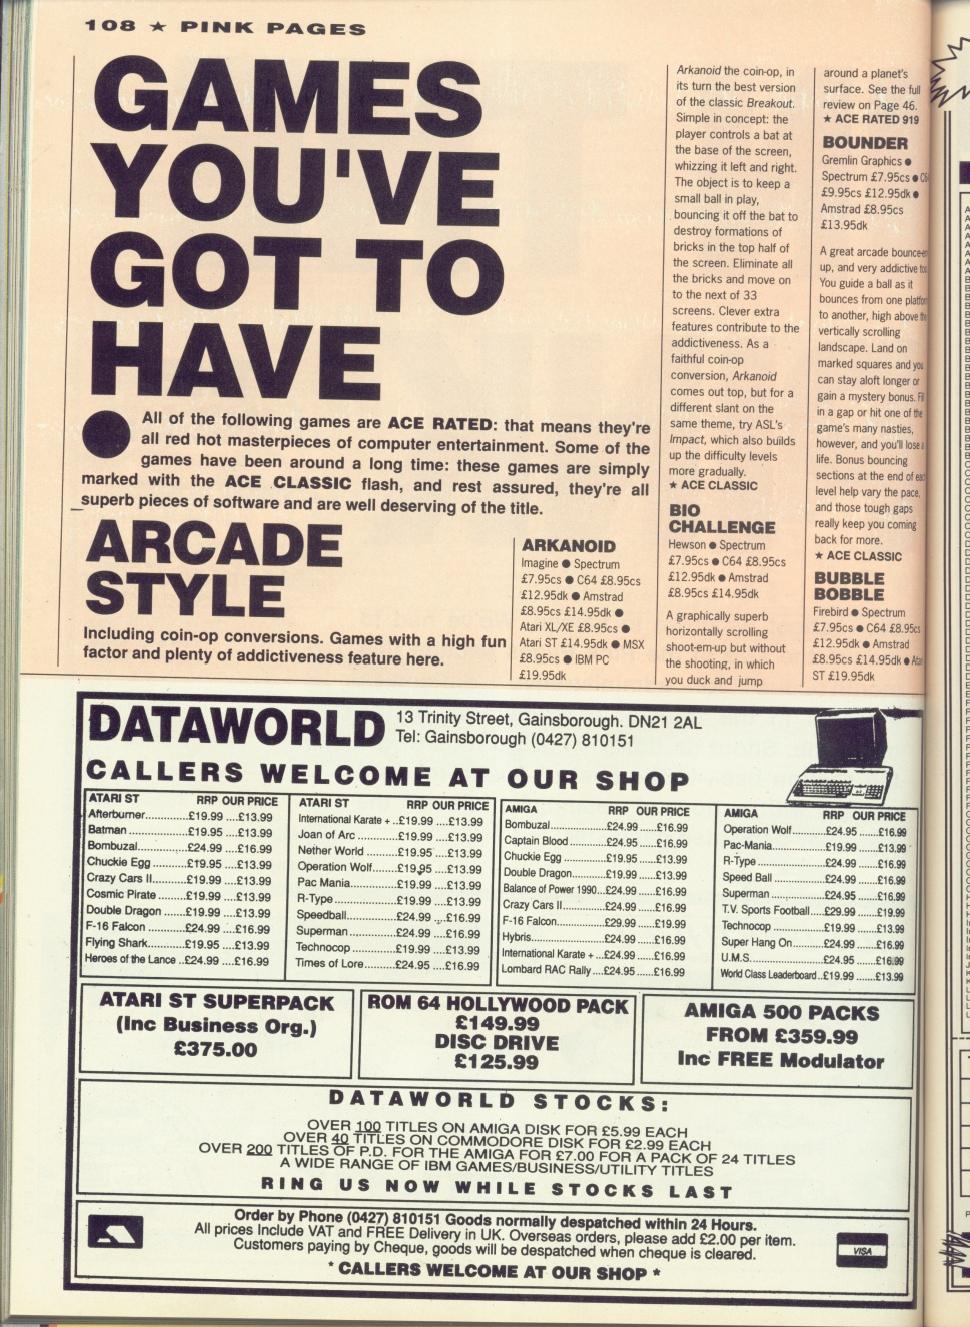 108 ★ PINK PAGES
GAMES
YOU'VE
GOT TO
HAVE
● All of the following games are ACE RATED: that means they're
all red hot masterpieces of computer entertainment. Some of the
games have been around a long time: these games are simply
marked with the ACE CLASSIC flash, and rest assured, they're all
superb pieces of software and are well deserving of the title.
ARCADE
STYLE
Including coin-op conversions. Games with a high fun
factor and plenty of addictiveness feature here.
ARKANOID
Imagine ● Spectrum
£7.95cs ● C64 £8.95cs
£12.95dk ● Amstrad
£8.95cs £14.95dk ●
Atari XL/XE £8.95cs ●
Atari ST £14.95dk ● MSX
£8.95cs ● IBM PC
£19.95dk
Arkanoid the coin-op, in
its turn the best version
of the classic Breakout.
Simple in concept: the
player controls a bat at
the base of the screen,
whizzing it left and right.
The object is to keep a
small ball in play,
bouncing it off the bat to
destroy formations of
bricks in the top half of
the screen. Eliminate all
the bricks and move on
to the next of 33
screens. Clever extra
features contribute to the
addictiveness. As a
faithful coin-op
conversion, Arkanoid
comes out top, but for a
different slant on the
same theme, try ASL's
Impact, which also builds
up the difficulty levels
more gradually.
★ ACE CLASSIC
BIO
CHALLENGE
Hewson ● Spectrum
£7.95cs ● C64 £8.95cs
£12.95dk ● Amstrad
£8.95cs £14.95dk
A graphically superb
horizontally scrolling
shoot-em-up but without
the shooting, in which
you duck and jump
around a planet's
surface. See the full
review on Page 46.
★ ACE RATED 919
BOUNDER
Gremlin Graphics ●
Spectrum £7.95cs ●
£9.95cs £12.95dk ●
Amstrad £8.95cs
£13.95dk
A great arcade bounce-
up, and very addictive
You guide a ball as it
bounces from one
to another, high above
vertically scrolling
landscape. Land on
marked squares and you
can stay aloft longer or
gain a mystery bonus.
in a gap or hit one of the
game's many nasties,
however, and you'll lose
life. Bonus bouncing
sections at the end of
level help vary the pace,
and those tough gaps
really keep you coming
back for more.
★ ACE CLASSIC
BUBBLE
BOBBLE
Firebird ● Spectrum
£7.95cs ● C64 £8.95cs
£12.95dk ● Amstrad
£8.95cs £14.95dk ●
ST £19.95dk
DATAWORLD
13 Trinity Street, Gainsborough. DN21 2AL
Tel: Gainsborough (0427) 810151
CALLERS WELCOME AT OUR SHOP
ATARI ST RRP OUR PRICE
Afterburner..............£19.99 ....£13.99
Batman ..................£19.95 ....£13.99
Bombuzal................£24.99 ....£16.99
Chuckie Egg ..........£19.95 ....£13.99
Crazy Cars II...........£19.99 ....£13.99
Cosmic Pirate ........£19.99 ....£13.99
Double Dragon .......£19.99 ....£13.99
F-16 Falcon ...........£24.99 ....£16.99
Flying Shark...........£19.95 ....£13.99
Heroes of the Lance ..£24.99 ....£16.99
ATARI ST RRP OUR PRICE
International Karate + ..£19.99 ....£13.99
Joan of Arc .............£19.99 ....£13.99
Nether World ..........£19.95 ....£13.99
Operation Wolf........£19.95 ....£13.99
Pac Mania...............£19.99 ....£13.99
R-Type ...................£19.99 ....£13.99
Speedball................£24.99 ....£16.99
Superman ...............£24.99 ....£16.99
Technocop ..............£19.99 ....£13.99
Times of Lore..........£24.95 ....£16.99
AMIGA RRP OUR PRICE
Bombuzal..................£24.99 ......£16.99
Captain Blood............£24.99 ......£16.99
Chuckie Egg .............£19.95 ......£13.99
Double Dragon..........£19.99 ......£13.99
Balance of Power 1990...£24.99 ......£16.99
Crazy Cars II.............£24.99 ......£16.99
F-16 Falcon...............£29.99 ......£19.99
Hybris........................£24.99 ......£16.99
International Karate + ....£24.99 ......£16.99
Lombard RAC Rally ....£24.95 ......£16.99
AMIGA RRP OUR PRICE
Operation Wolf..........£24.95 ......£16.99
Pac-Mania................£19.99 ......£13.99
R-Type .....................£24.99 ......£16.99
Speed Ball ...............£24.99 ......£16.99
Superman .................£24.95 ......£16.99
T.V. Sports Football....£29.99 ......£19.99
Technocop ................£19.99 ......£13.99
Super Hang On..........£24.99 ......£16.99
U.M.S........................£24.95 ......£16.99
World Class Leaderboard..£19.99 ......£13.99
ATARI ST SUPERPACK
(Inc Business Org.)
£375.00
ROM 64 HOLLYWOOD PACK
£149.99
DISC DRIVE
£125.99
AMIGA 500 PACKS
FROM £359.99
Inc FREE Modulator
DATAWORLD STOCKS:
OVER 100 TITLES ON AMIGA DISK FOR £5.99 EACH
OVER 40 TITLES ON COMMODORE DISK FOR £2.99 EACH
OVER 200 TITLES OF P.D. FOR THE AMIGA FOR £7.00 FOR A PACK OF 24 TITLES
A WIDE RANGE OF IBM GAMES/BUSINESS/UTILITY TITLES
RING US NOW WHILE STOCKS LAST
Order by Phone (0427) 810151 Goods normally despatched within 24 Hours.
All prices Include VAT and FREE Delivery in UK. Overseas orders, please add £2.00 per item.
Customers paying by Cheque, goods will be despatched when cheque is cleared.
* CALLERS WELCOME AT OUR SHOP *
VISA